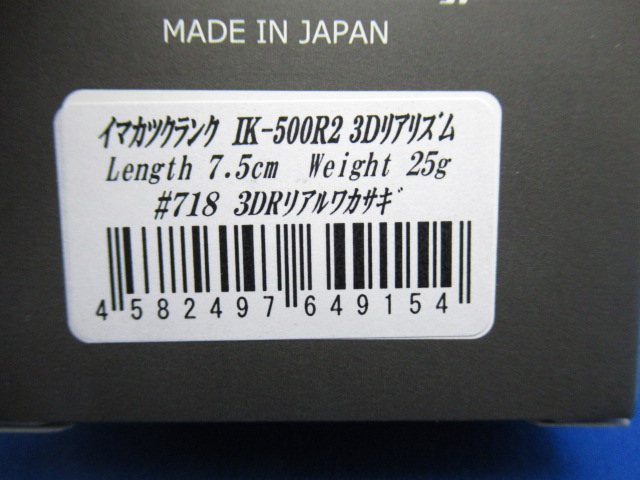 MADE IN JAPAN
ｲﾏｶﾂｸﾗﾝｸ IK-500R2 3Dﾘｱﾘｽﾞﾑ
Length 7.5cm Weight 25g
#718 3DRﾘｱﾙﾜｶｻｷﾞ
4 582497 649154